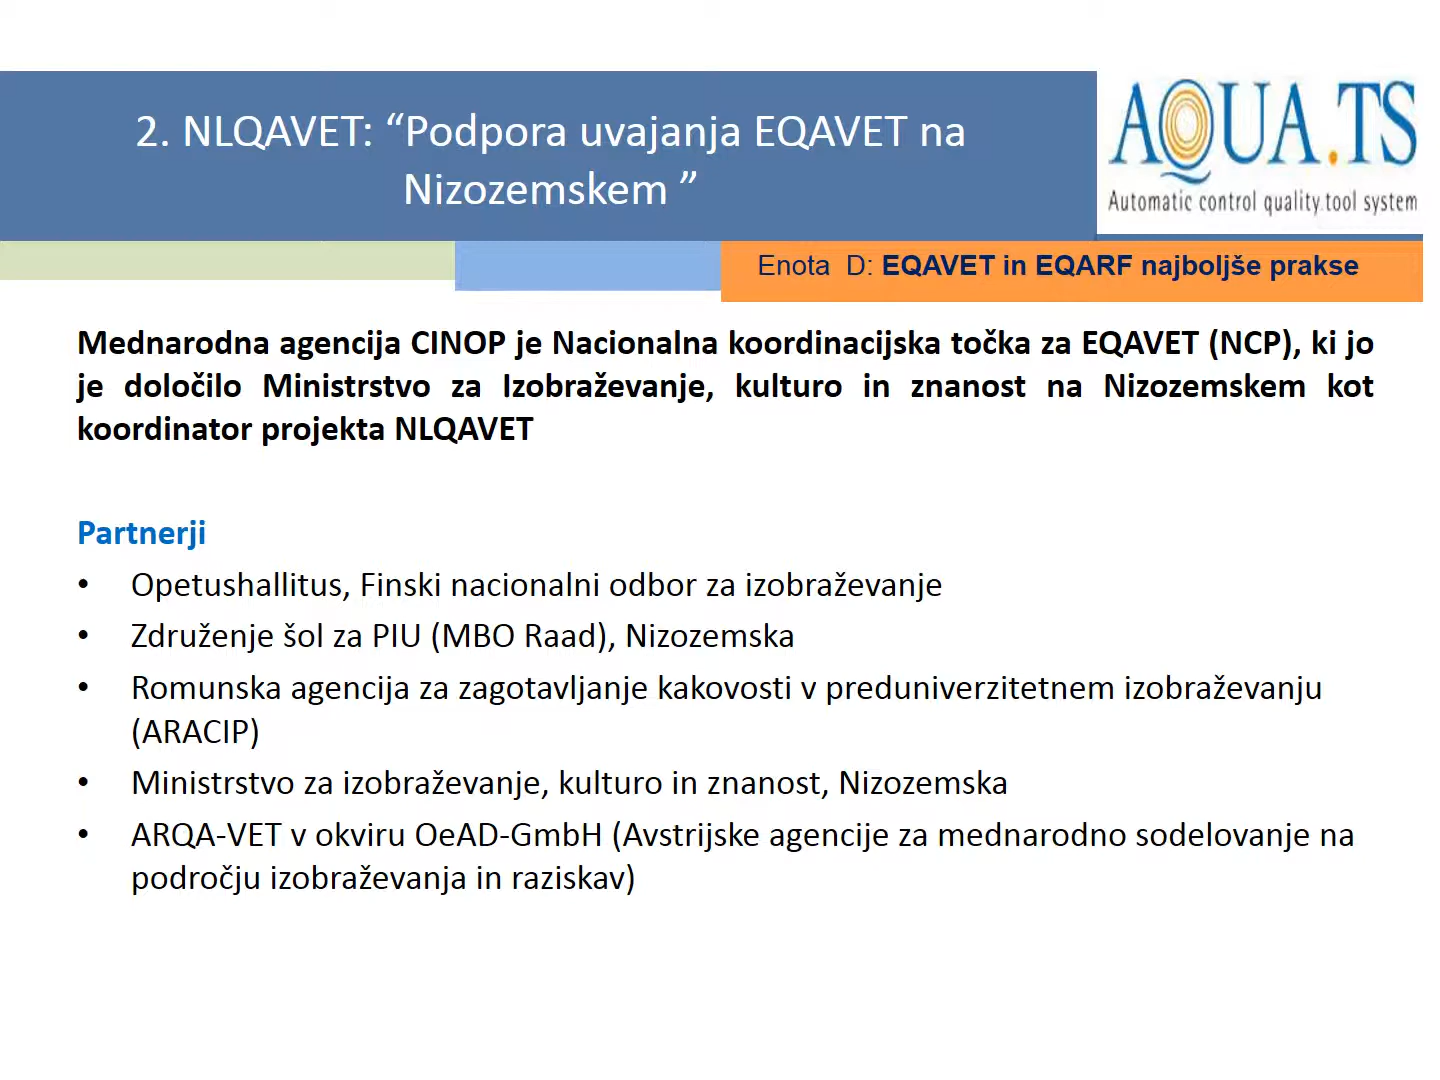 2. NLQAVET: “Podpora uvajanja EQAVET na
Nizozemskem ”
AQUA.TS
Automatic control quality tool system
Enota D: EQAVET in EQARF najboljše prakse
Mednarodna agencija CINOP je Nacionalna koordinacijska točka za EQAVET (NCP), ki jo
je določilo Ministrstvo za Izobraževanje, kulturo in znanost na Nizozemskem kot
koordinator projekta NLQAVET
Partnerji
• Opetushallitus, Finski nacionalni odbor za izobraževanje
• Združenje šol za PIU (MBO Raad), Nizozemska
• Romunska agencija za zagotavljanje kakovosti v preduniverzitetnem izobraževanju
(ARACIP)
• Ministrstvo za izobraževanje, kulturo in znanost, Nizozemska
• ARQA-VET v okviru OeAD-GmbH (Avstrijske agencije za mednarodno sodelovanje na
področju izobraževanja in raziskav)